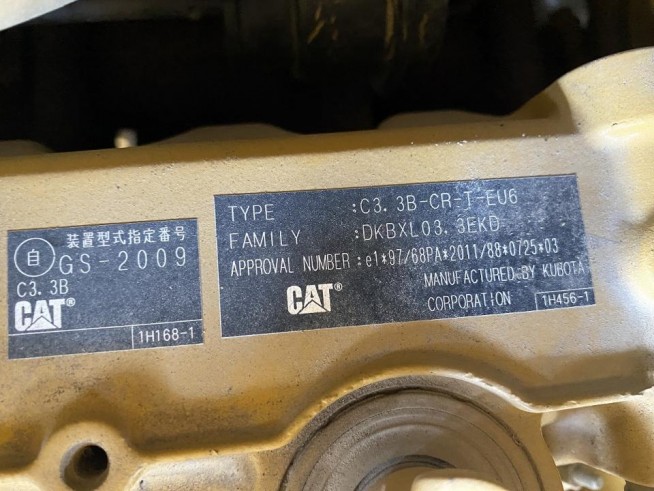 装置型式指定番号
自 GS-2009
C3.3B
CAT®
1H168-1
TYPE :C3.3B-CR-T-EU6
FAMILY :DKBXL03.3EKD
APPROVAL NUMBER :e1*97/68PA*2011/88*0725*03
CAT®
MANUFACTURED BY KUBOTA
CORPORATION
1H456-1